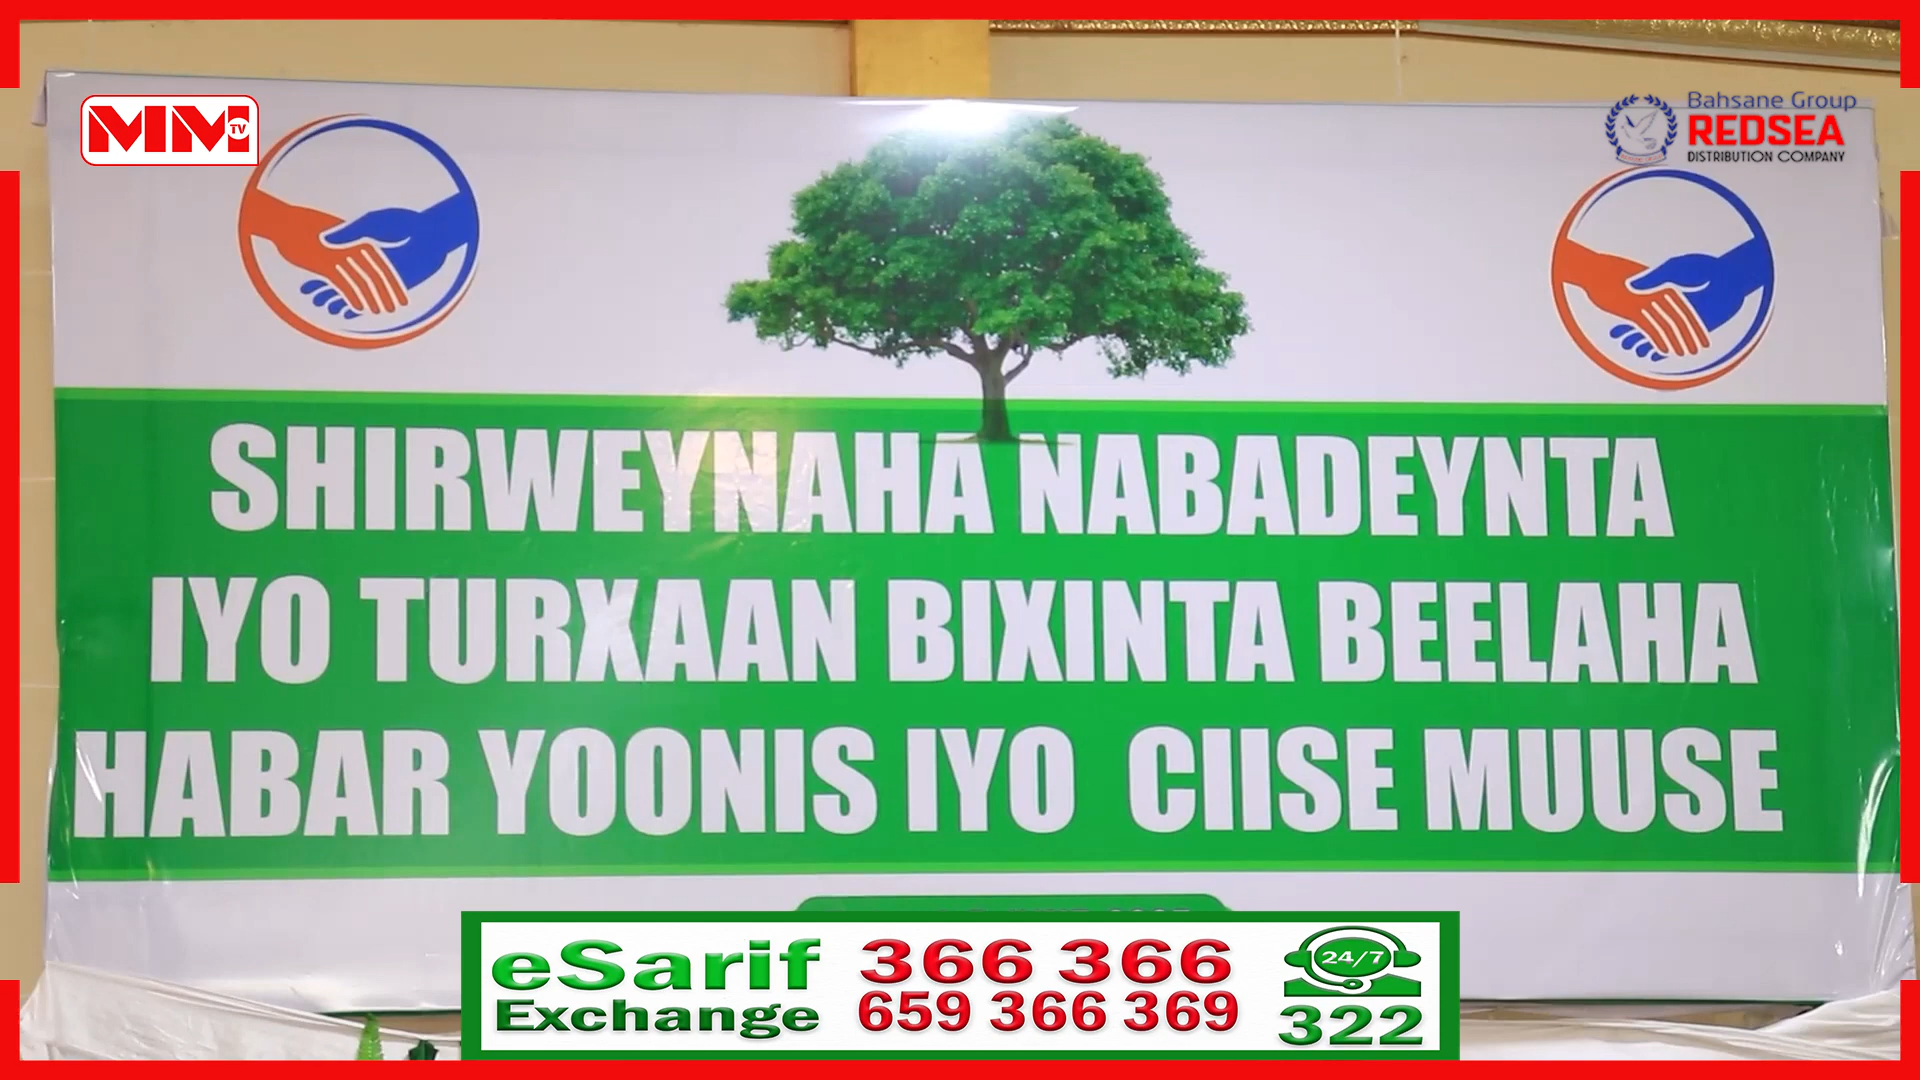 MM TV
Bahsane Group
REDSEA
DISTRIBUTION COMPANY
SHIRWEYNAHA NABADEYNTA
IYO TURXAAN BIXINTA BEELAHA
HABAR YOONIS IYO CIISE MUUSE
eSarif 366 366
Exchange 659 366 369
24/7
322